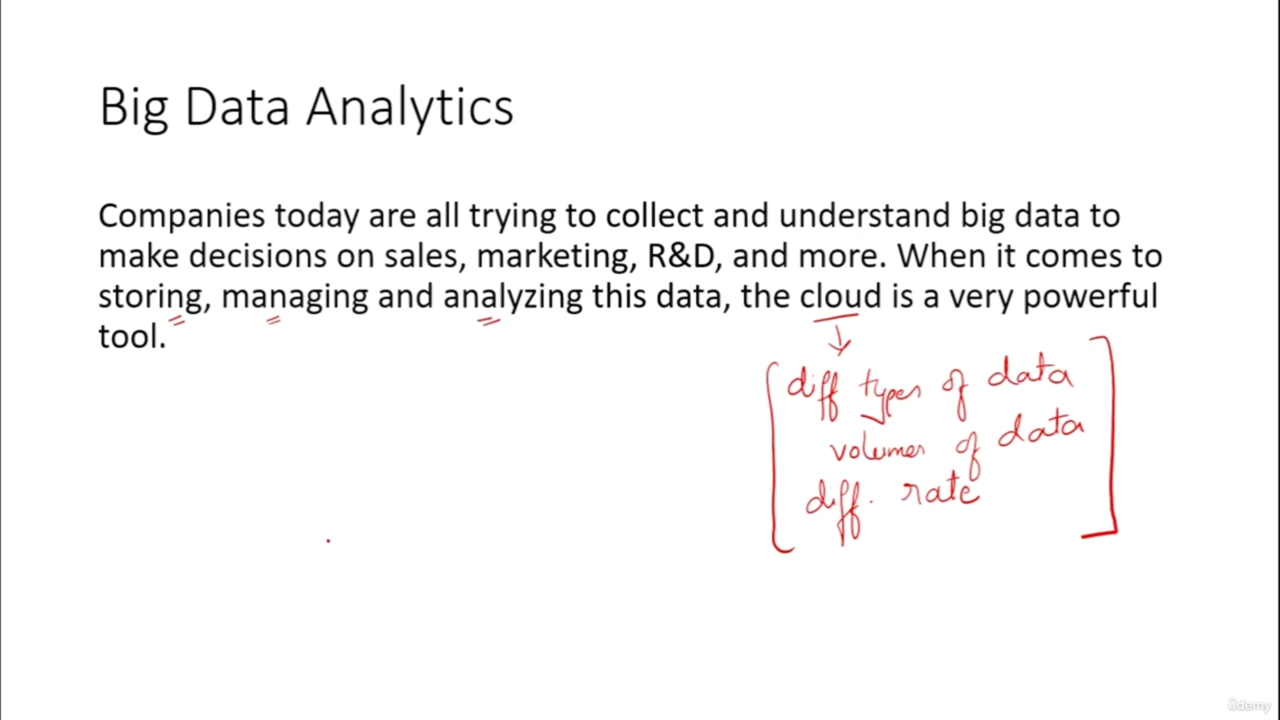 Big Data Analytics
Companies today are all trying to collect and understand big data to
make decisions on sales, marketing, R&D, and more. When it comes to
storing, managing and analyzing this data, the cloud is a very powerful
tool.
diff types of data
volumes of data
diff. rate
ûdemy